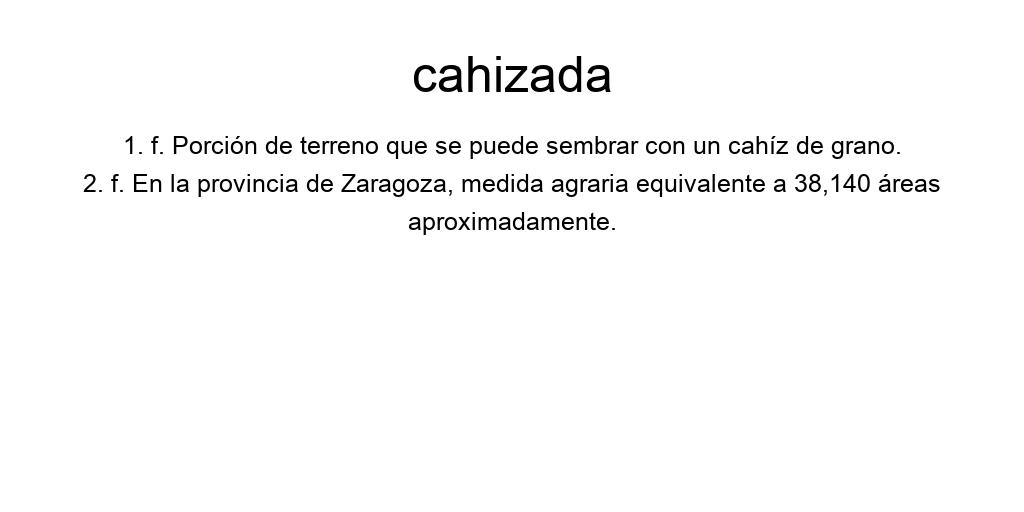 cahizada
1. f. Porción de terreno que se puede sembrar con un cahíz de grano.
2. f. En la provincia de Zaragoza, medida agraria equivalente a 38,140 áreas
aproximadamente.